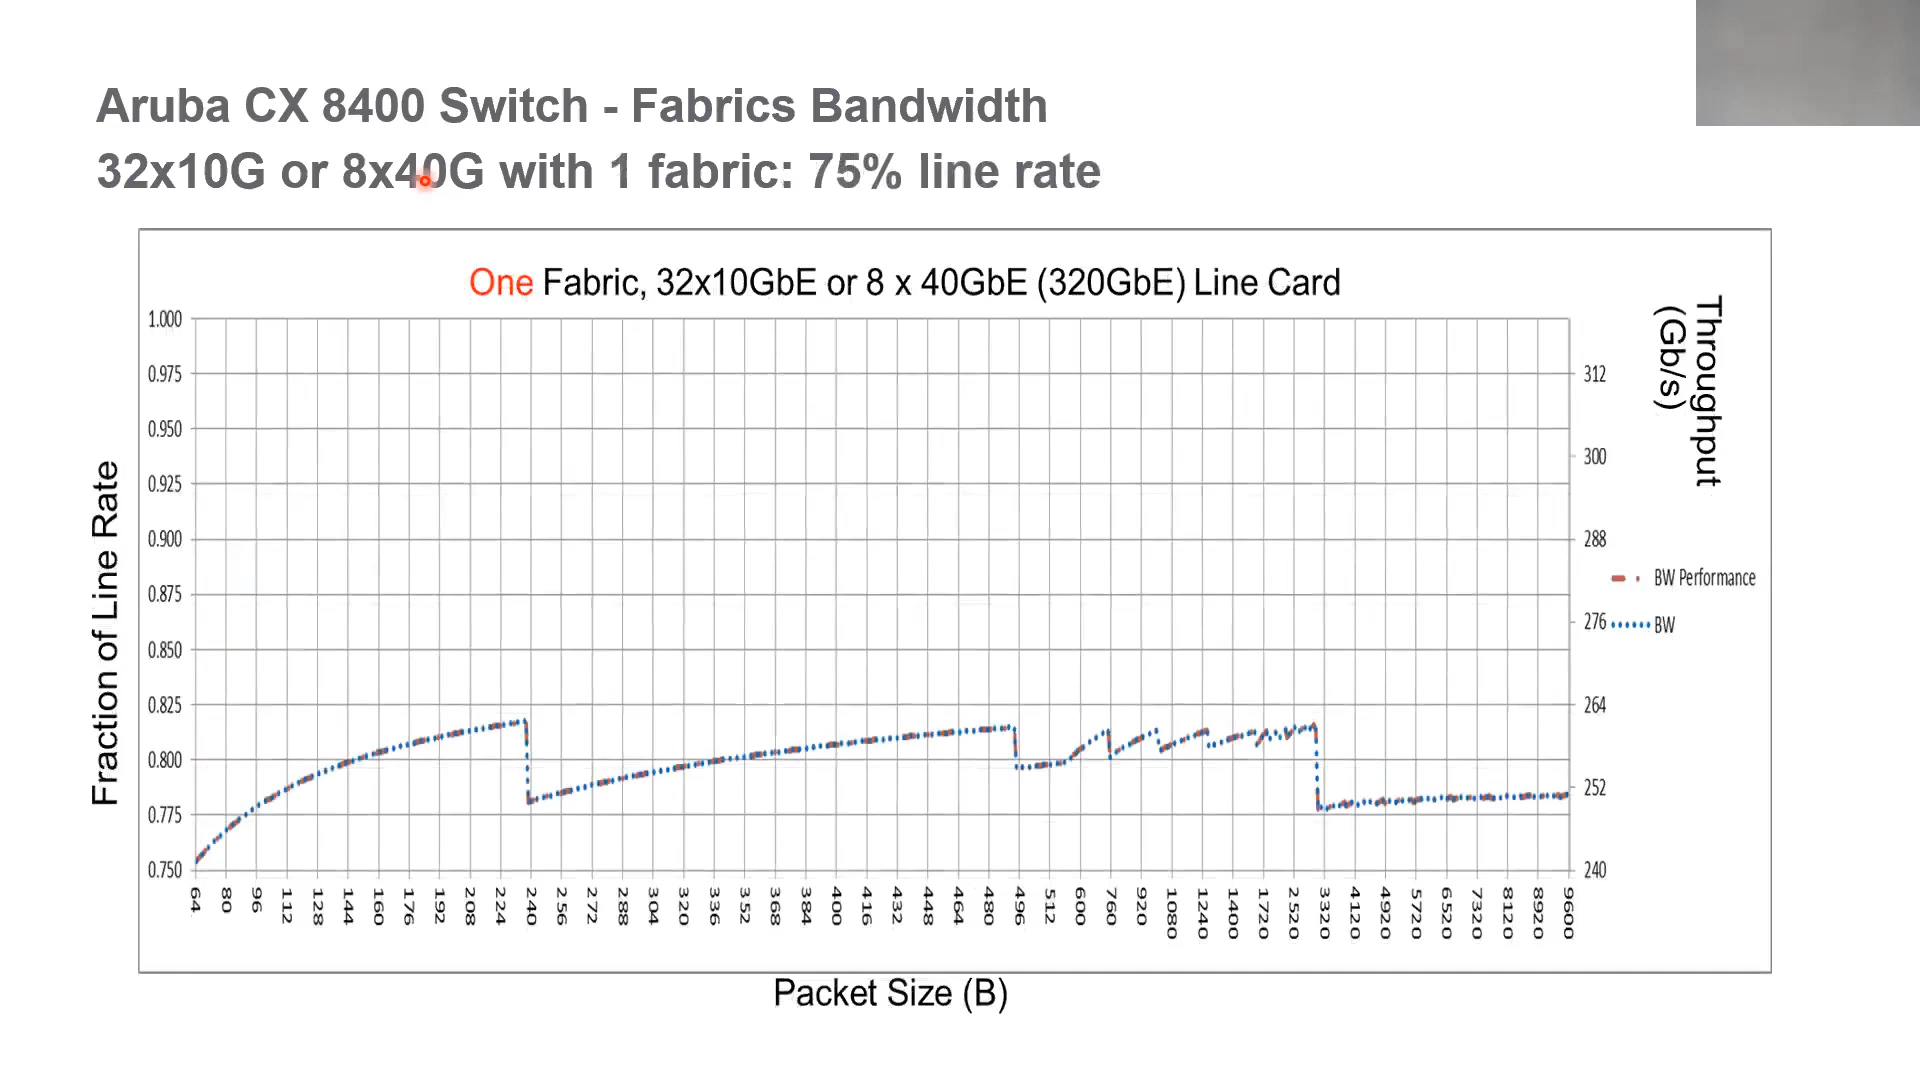 Aruba CX 8400 Switch - Fabrics Bandwidth
32x10G or 8x40G with 1 fabric: 75% line rate
One Fabric, 32x10GbE or 8 x 40GbE (320GbE) Line Card
Fraction of Line Rate
1.000
0.975
0.950
0.925
0.900
0.875
0.850
0.825
0.800
0.775
0.750
Throughput
(Gb/s)
312
300
288
276
264
252
240
BW Performance
BW
64 80 96 112 128 144 160 176 192 208 224 240 256 272 288 304 320 336 352 368 384 400 416 432 448 464 480 496 512 600 760 920 1080 1240 1400 1720 2520 3320 4120 4920 5720 6520 7320 8120 8920 9600
Packet Size (B)